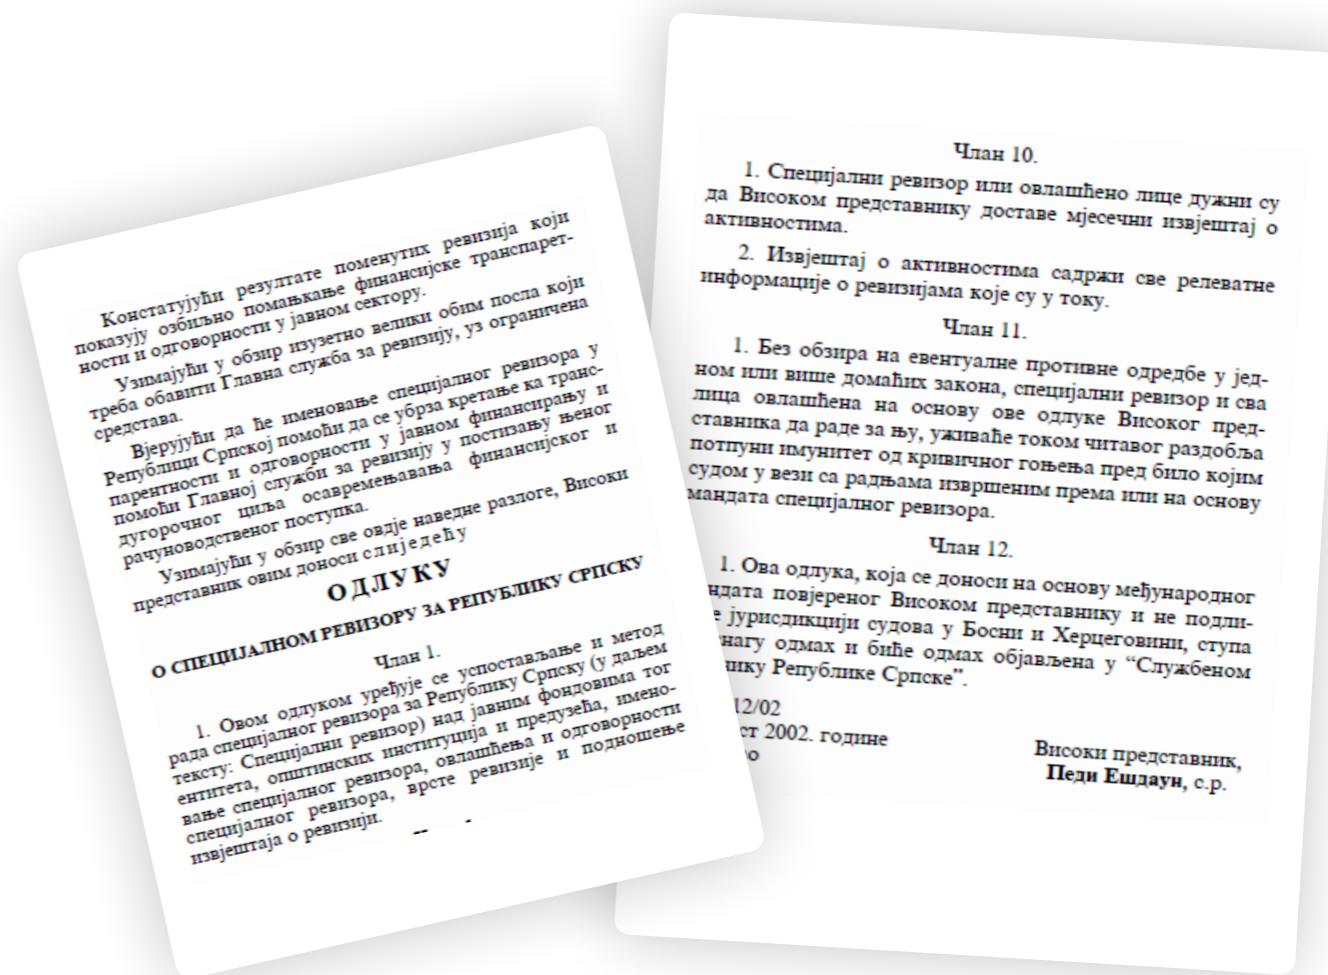 Констатујући резултате поменутих ревизија који
показују озбиљно помањкање финансијске транспарет-
ности и одговорности у јавном сектору.
Узимајући у обзир изузетно велики обим посла који
треба обавити Главна служба за ревизију, уз ограничена
средстава.
Вјерујући да ће именовање специјалног ревизора у
Републици Српској помоћи да се убрза кретање ка транс-
парентности и одговорности у јавном финансирању и
помоћи Главној служби за ревизију у постизању њеног
дугорочног циља осавремењавања финансијског и
рачуноводственог поступка.
Узимајући у обзир све овдје наведне разлоге, Високи
представник овим доноси слиједећу
ОДЛУКУ
О СПЕЦИЈАЛНОМ РЕВИЗОРУ ЗА РЕПУБЛИКУ СРПСКУ
Члан 1.
1. Овом одлуком уређује се успостављање и метод
рада специјалног ревизора за Републику Српску (у даљем
тексту: Специјални ревизор) над јавним фондовима тог
ентитета, општинских институција и предузећа, имено-
вање специјалног ревизора, овлашћења и одговорности
специјалног ревизора, врсте ревизије и подношење
извјештаја о ревизији.
Члан 10.
1. Специјални ревизор или овлашћено лице дужни су
да Високом представнику доставе мјесечни извјештај о
активностима.
2. Извјештај о активностима садржи све релеватне
информације о ревизијама које су у току.
Члан 11.
1. Без обзира на евентуалне противне одредбе у јед-
ном или више домаћих закона, специјални ревизор и сва
лица овлашћена на основу ове одлуке Високог пред-
ставника да раде за њу, уживаће током читавог раздобља
потпуни имунитет од кривичног гоњења пред било којим
судом у вези са радњама извршеним према или на основу
мандата специјалног ревизора.
Члан 12.
1. Ова одлука, која се доноси на основу међународног
ндата повјереног Високом представнику и не подли-
е јурисдикцији судова у Босни и Херцеговини, ступа
снагу одмах и биће одмах објављена у “Службеном
нику Републике Српске”.
12/02
ст 2002. године
о
Високи представник,
Педи Ешдаун, с.р.